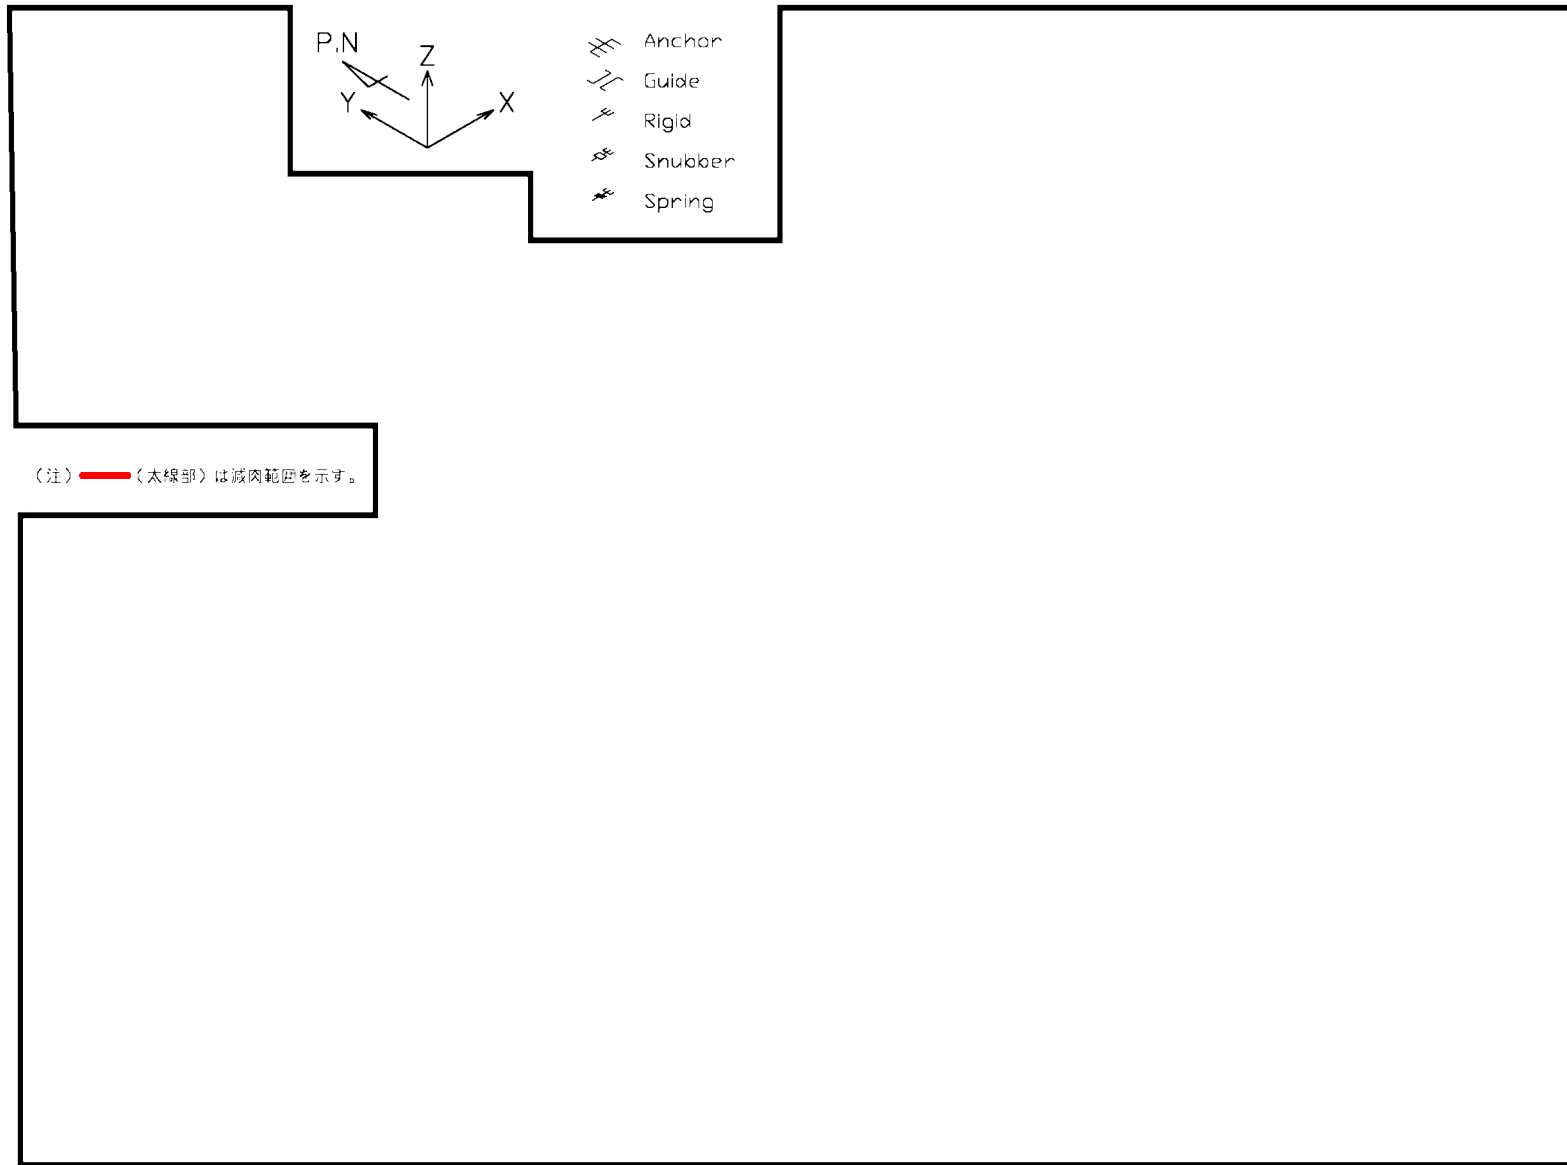 P.N
Z
Y
X
Anchor
Guide
Rigid
Snubber
Spring
（注）　　（太線部）は減肉範囲を示す。